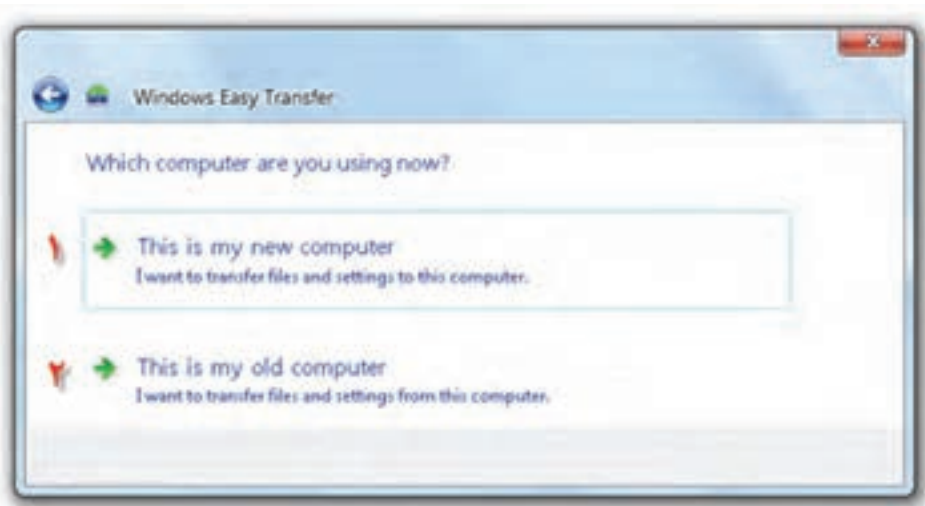 Windows Easy Transfer
Which computer are you using now?
۱ This is my new computer
I want to transfer files and settings to this computer.
۲ This is my old computer
I want to transfer files and settings from this computer.